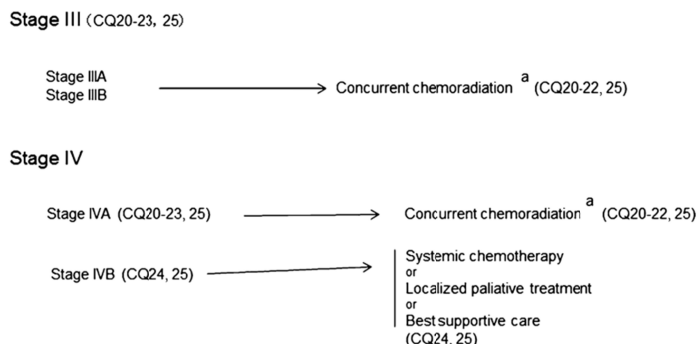 Stage III (CQ20-23, 25)
Stage IIIA
Stage IIIB
Concurrent chemoradiation a (CQ20-22, 25)
Stage IV
Stage IVA (CQ20-23, 25)
Concurrent chemoradiation a (CQ20-22, 25)
Stage IVB (CQ24, 25)
Systemic chemotherapy
or
Localized paliative treatment
or
Best supportive care
(CQ24, 25)